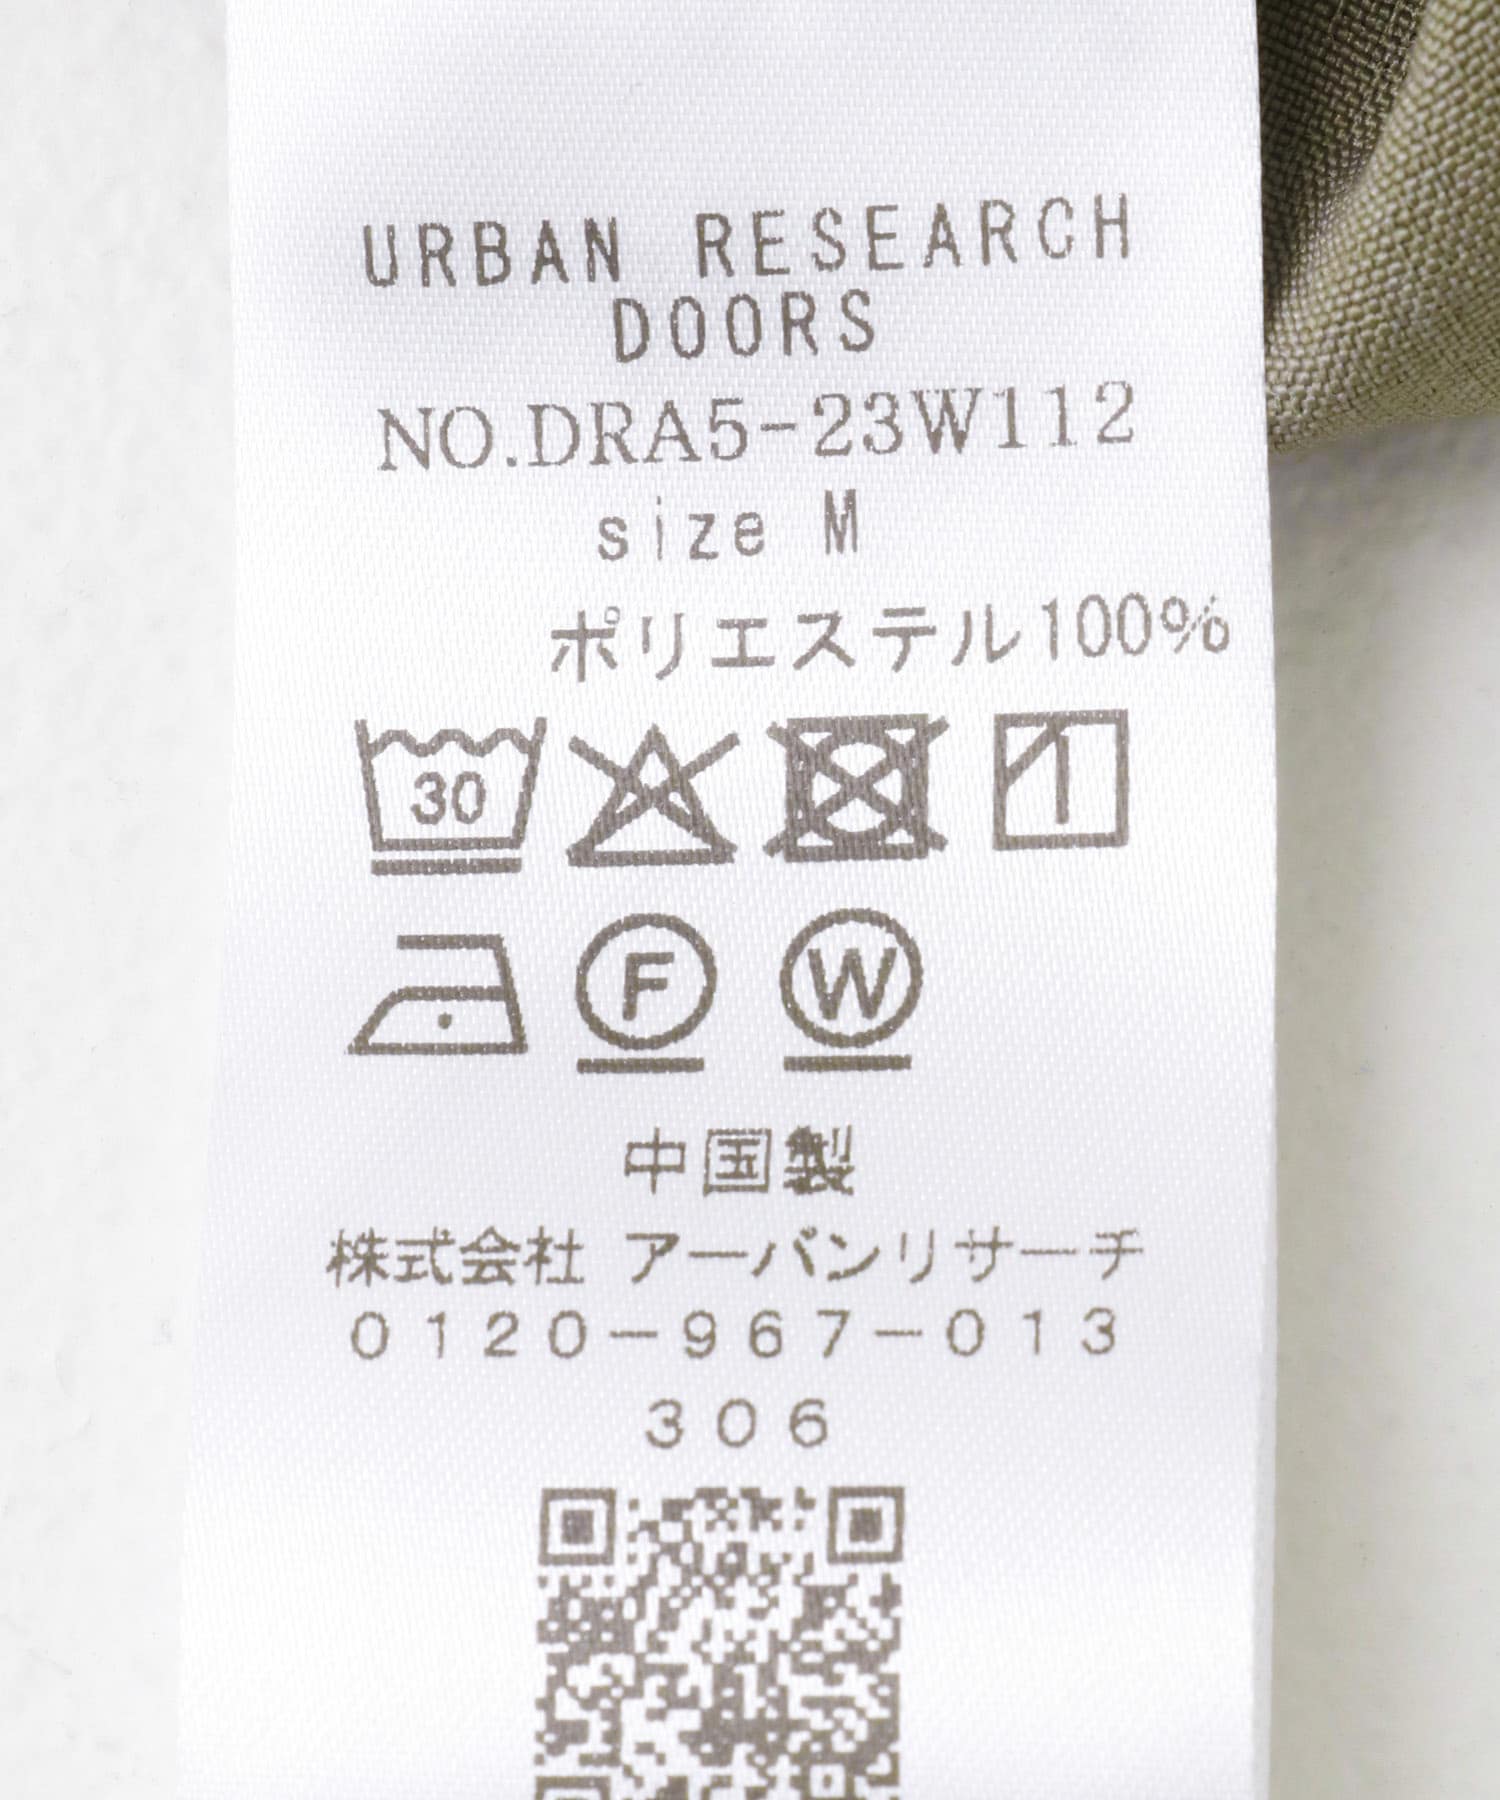 URBAN RESEARCH
DOORS
NO.DRA5-23W112
size M
ポリエステル100%
30
F W
中国製
株式会社 アーバンリサーチ
0120-967-013
306